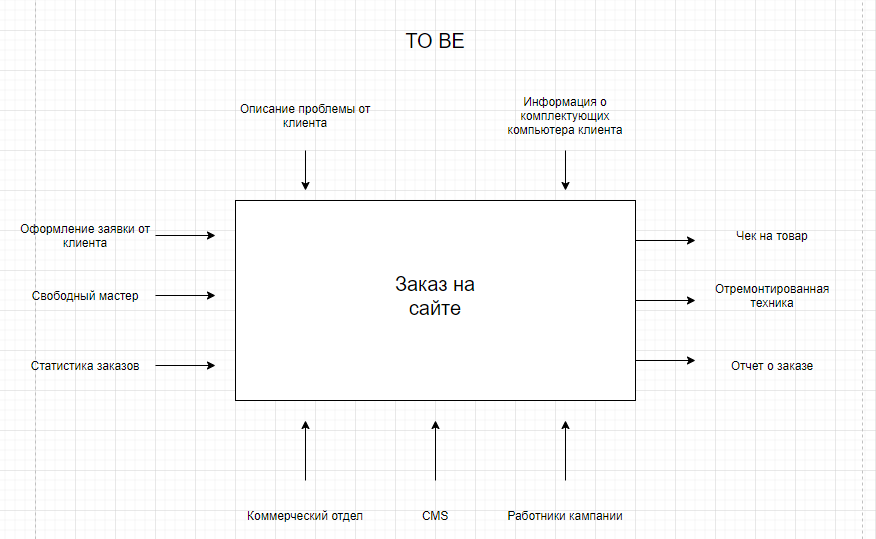 TO BE
Описание проблемы от
клиента
Информация о
комплектующих
компьютера клиента
Оформление заявки от
клиента
Свободный мастер
Статистика заказов
Заказ на
сайте
Чек на товар
Отремонтированная
техника
Отчет о заказе
Коммерческий отдел
CMS
Работники кампании